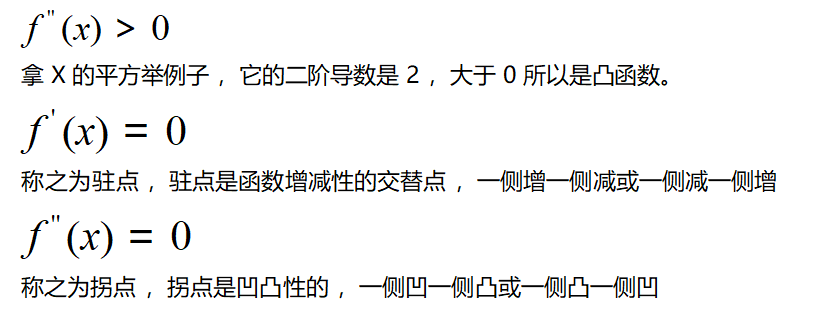 f''(x) > 0
拿 X 的平方举例子，它的二阶导数是 2，大于 0 所以是凸函数。
f'(x) = 0
称之为驻点，驻点是函数增减性的交替点，一侧增一侧减或一侧减一侧增
f''(x) = 0
称之为拐点，拐点是凹凸性的，一侧凹一侧凸或一侧凸一侧凹